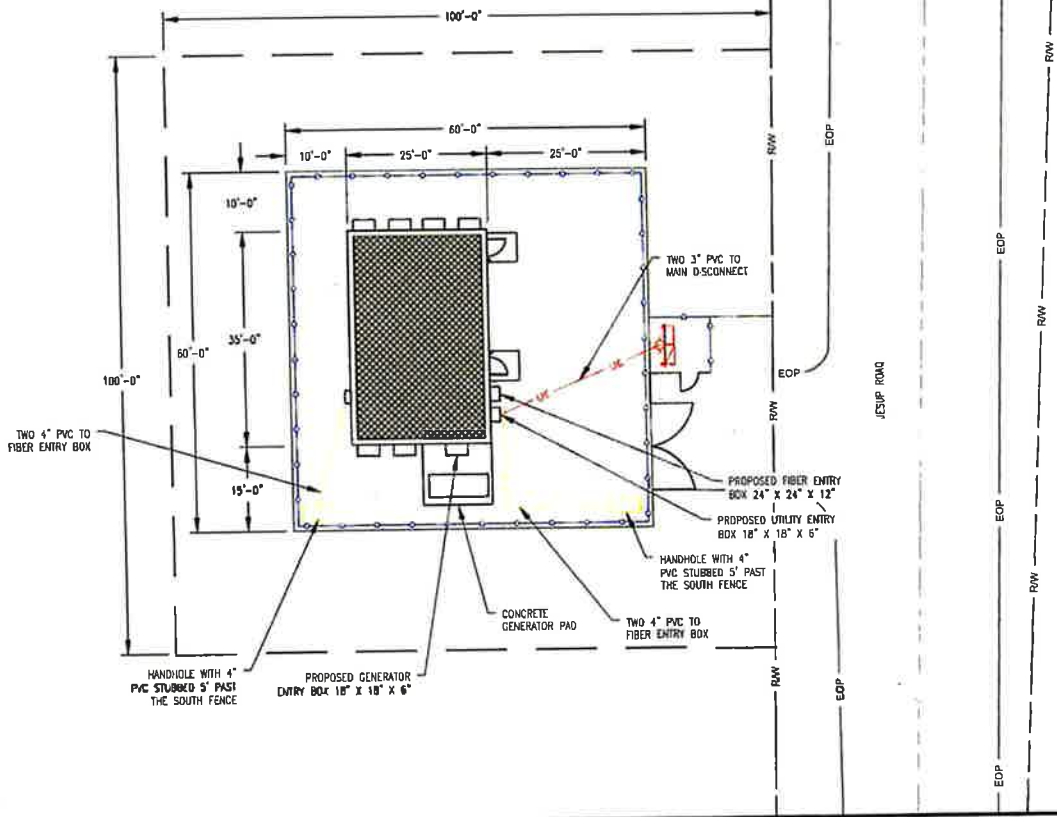 100'-0"
R/W
R/W
EOP
60'-0"
10'-0"
25'-0"
25'-0"
R/W
10'-0"
EOP
TWO 3" PVC TO
MAIN DISCONNECT
R/W
35'-0"
60'-0"
100'-0"
UE
UE
EOP
JESUP ROAD
TWO 4" PVC TO
FIBER ENTRY BOX
15'-0"
PROPOSED FIBER ENTRY
BOX 24" X 24" X 12"
PROPOSED UTILITY ENTRY
BOX 18" X 18" X 6"
EOP
HANDHOLE WITH 4"
PVC STUBBED 5' PAST
THE SOUTH FENCE
R/W
CONCRETE
GENERATOR PAD
TWO 4" PVC TO
FIBER ENTRY BOX
HANDHOLE WITH 4"
PVC STUBBED 5' PAST
THE SOUTH FENCE
PROPOSED GENERATOR
ENTRY BOX 18" X 18" X 6"
R/W
EOP
EOP